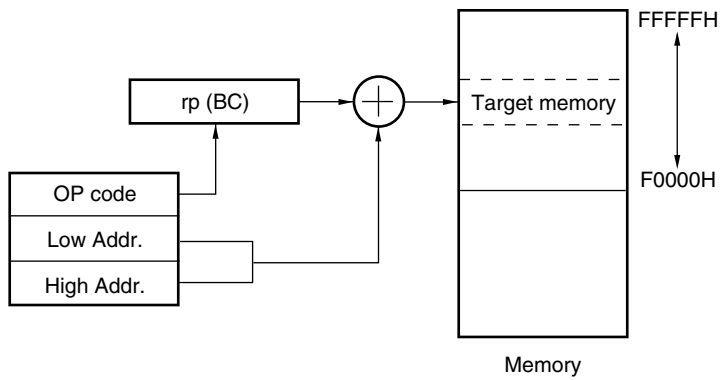 FFFFFH
rp (BC)
Target memory
OP code
F0000H
Low Addr.
High Addr.
Memory